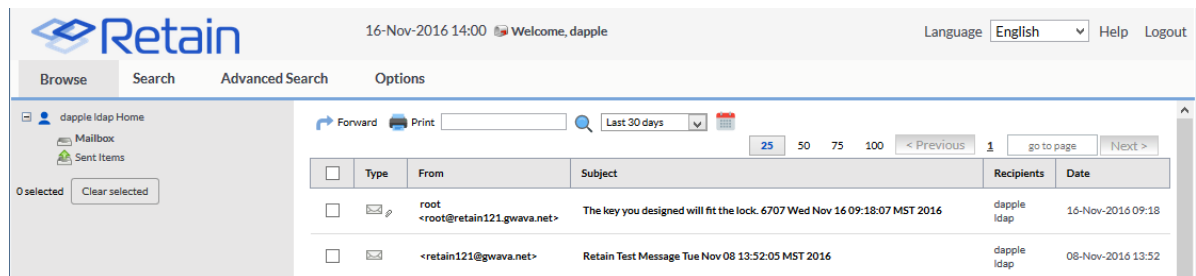 Retain
16-Nov-2016 14:00 Welcome, dapple
Language English Help Logout
Browse Search Advanced Search Options
dapple ldap Home
Mailbox
Sent Items
0 selected Clear selected
Forward Print Last 30 days
25 50 75 100 < Previous 1 go to page Next >
Type From Subject Recipients Date
root
<root@retain121.gwava.net>
The key you designed will fit the lock. 6707 Wed Nov 16 09:18:07 MST 2016
dapple
ldap
16-Nov-2016 09:18
<retain121@gwava.net>
Retain Test Message Tue Nov 08 13:52:05 MST 2016
dapple
ldap
08-Nov-2016 13:52